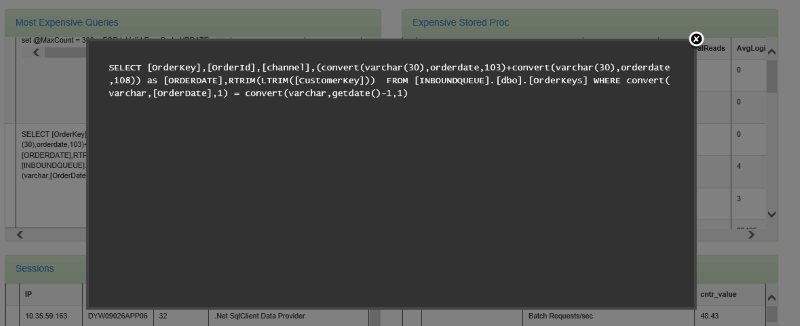 Most Expensive Queries
Expensive Stored Proc
set @MaxCount =
alReads
AvgLogi
SELECT [OrderKey],[OrderId],[channel],(convert(varchar(30),orderdate,103)+convert(varchar(30),orderdate
,108)) as [ORDERDATE],RTRIM(LTRIM([CustomerKey]))  FROM [INBOUNDQUEUE].[dbo].[OrderKeys] WHERE convert(
varchar,[OrderDate],1) = convert(varchar,getdate()-1,1)
0
0
SELECT [OrderKey]
0
(30),orderdate,103)+
[ORDERDATE],RTR
[INBOUNDQUEUE].
4
(varchar,[OrderDate
3
Sessions
IP
cntr_value
10.35.59.163
DYW09026APP06
32
Net SqlClient Data Provider
Batch Requests/sec
48.43